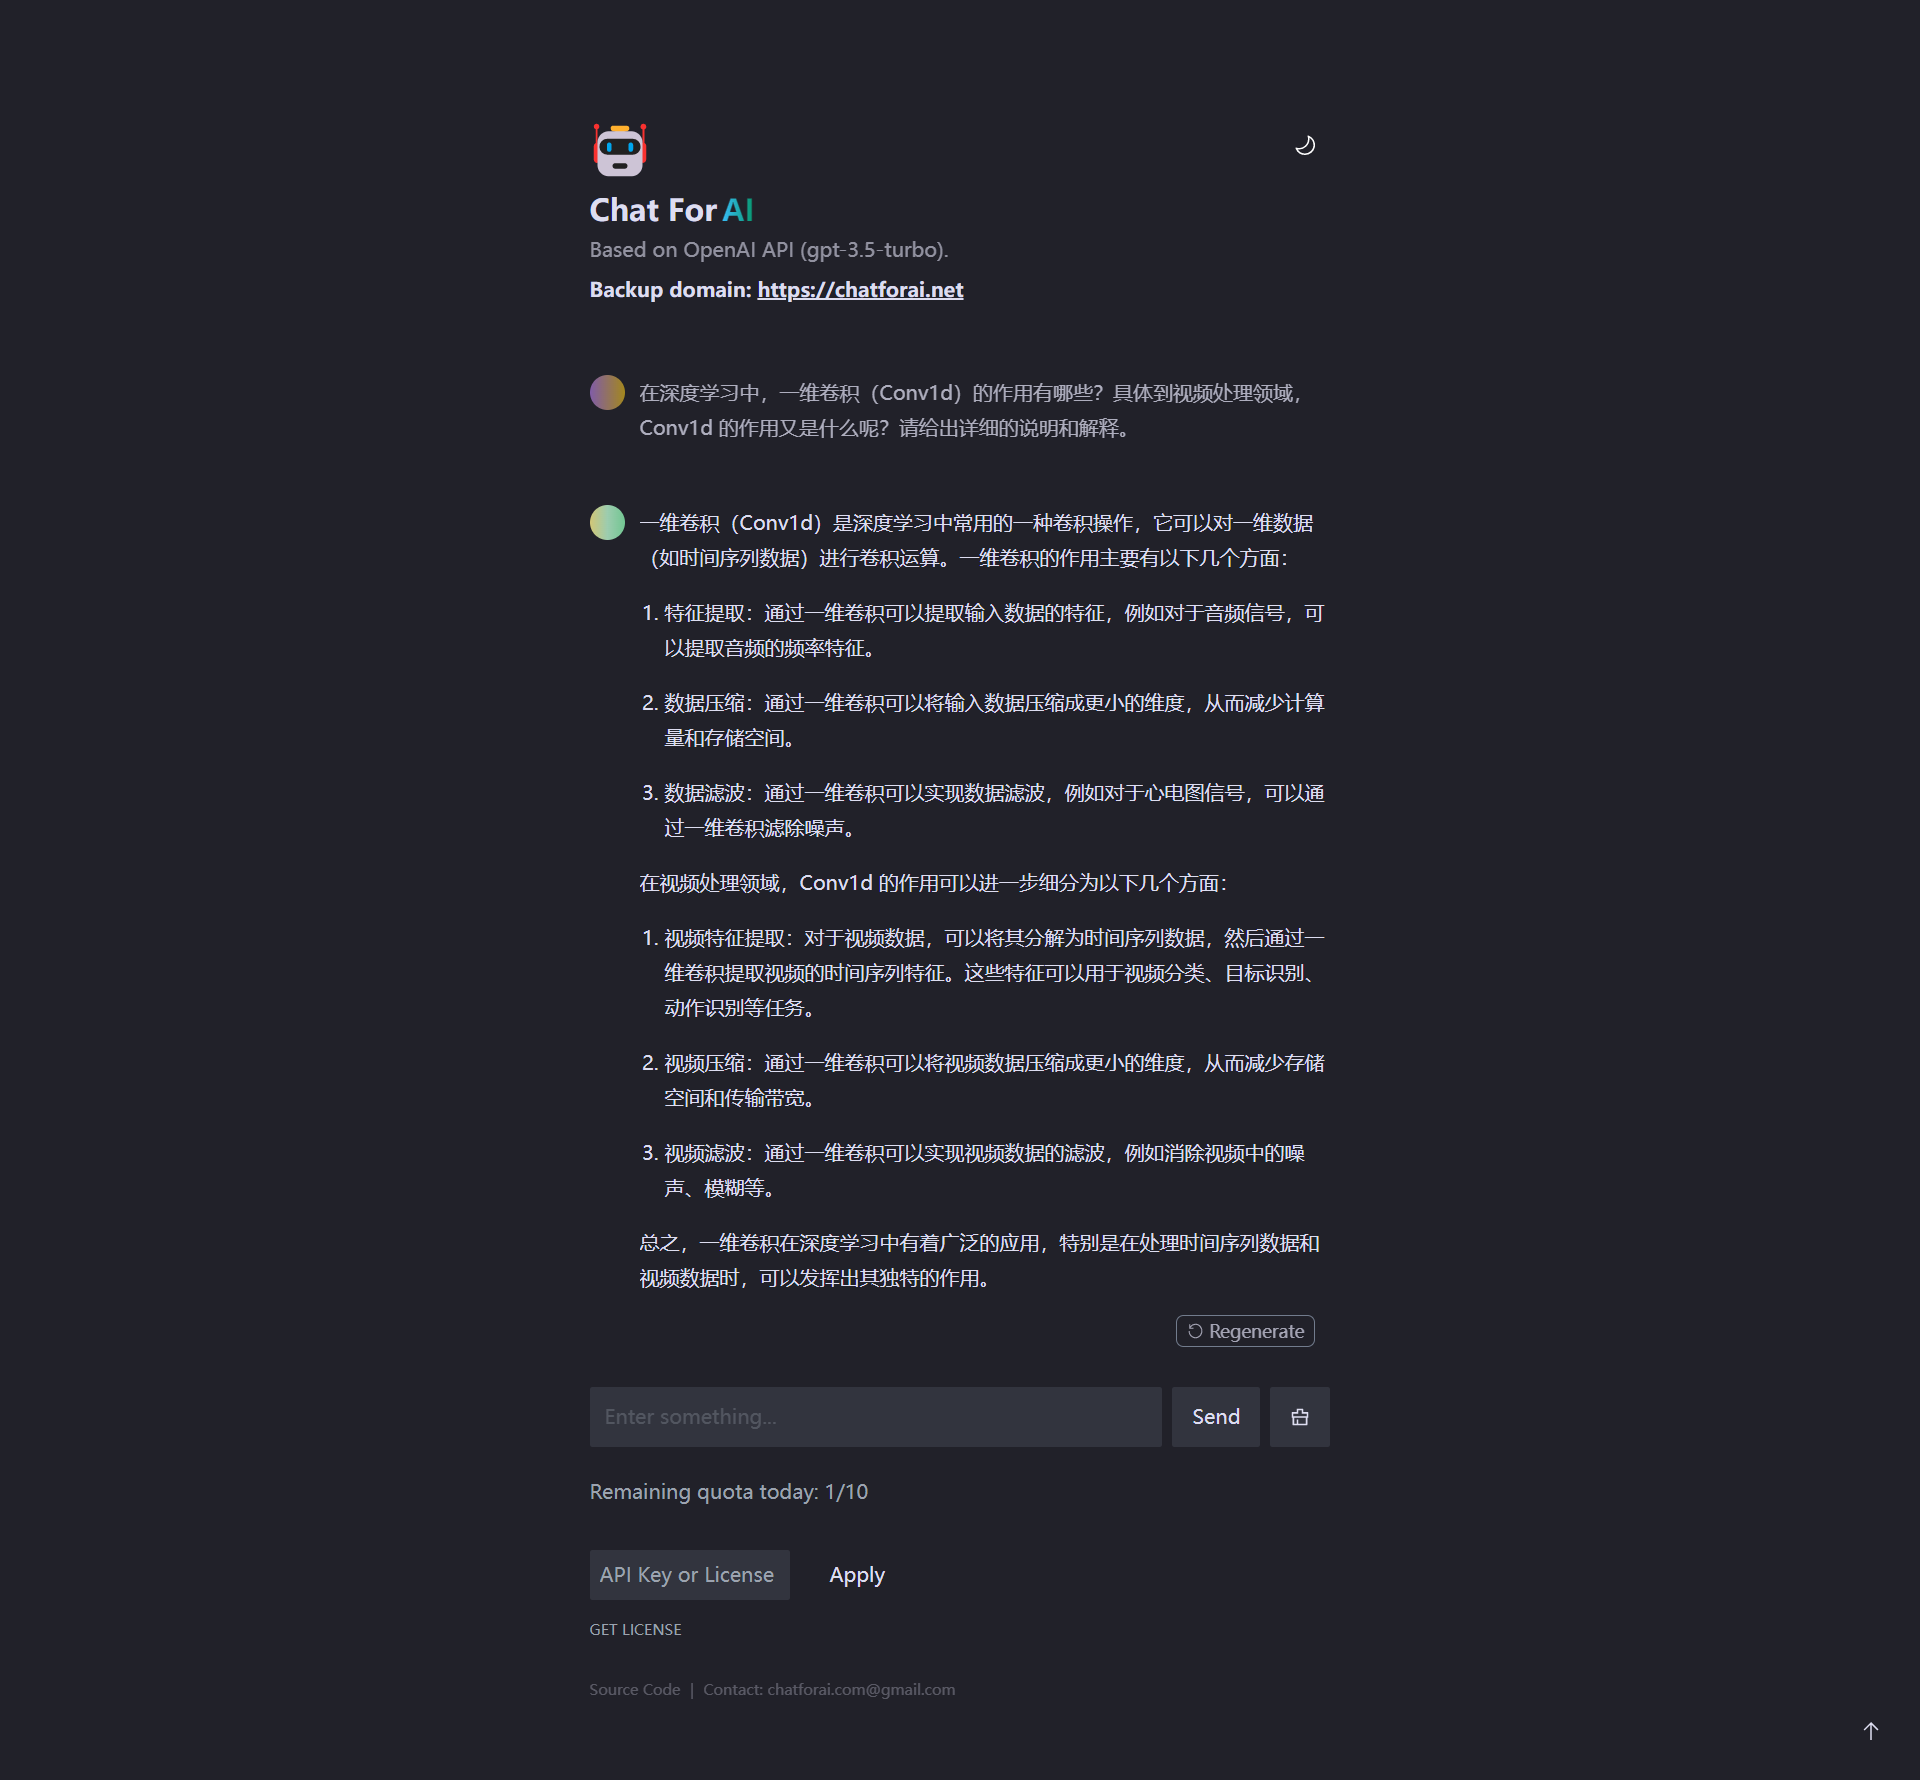 Chat For AI
Based on OpenAI API (gpt-3.5-turbo).
Backup domain: https://chatforai.net
在深度学习中，一维卷积（Conv1d）的作用有哪些？具体到视频处理领域，
Conv1d 的作用又是什么呢？请给出详细的说明和解释。
一维卷积（Conv1d）是深度学习中常用的一种卷积操作，它可以对一维数据
（如时间序列数据）进行卷积运算。一维卷积的作用主要有以下几个方面：
1. 特征提取：通过一维卷积可以提取输入数据的特征，例如对于音频信号，可
以提取音频的频率特征。
2. 数据压缩：通过一维卷积可以将输入数据压缩成更小的维度，从而减少计算
量和存储空间。
3. 数据滤波：通过一维卷积可以实现数据滤波，例如对于心电图信号，可以通
过一维卷积滤除噪声。
在视频处理领域，Conv1d 的作用可以进一步细分为以下几个方面：
1. 视频特征提取：对于视频数据，可以将其分解为时间序列数据，然后通过一
维卷积提取视频的时间序列特征。这些特征可以用于视频分类、目标识别、
动作识别等任务。
2. 视频压缩：通过一维卷积可以将视频数据压缩成更小的维度，从而减少存储
空间和传输带宽。
3. 视频滤波：通过一维卷积可以实现视频数据的滤波，例如消除视频中的噪
声、模糊等。
总之，一维卷积在深度学习中有着广泛的应用，特别是在处理时间序列数据和
视频数据时，可以发挥出其独特的作用。
Regenerate
Enter something...
Send
Remaining quota today: 1/10
API Key or License
Apply
GET LICENSE
Source Code | Contact: chatforai.com@gmail.com